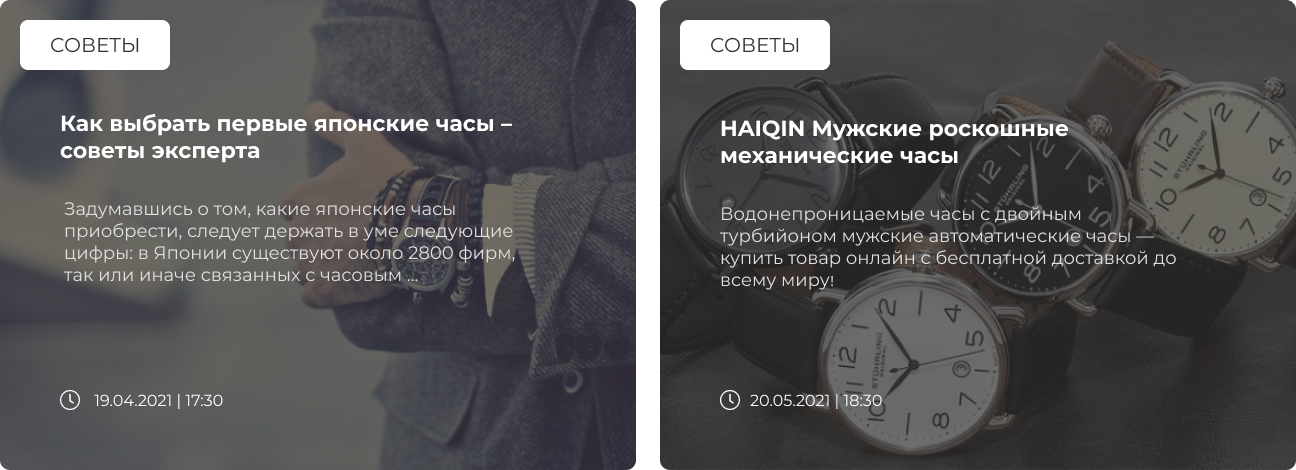 СОВЕТЫ
Как выбрать первые японские часы –
советы эксперта
Задумавшись о том, какие японские часы
приобрести, следует держать в уме следующие
цифры: в Японии существуют около 2800 фирм,
так или иначе связанных с часовым ...
19.04.2021 | 17:30
СОВЕТЫ
HAIQIN Мужские роскошные
механические часы
Водонепроницаемые часы с двойным
турбийоном мужские автоматические часы —
купить товар онлайн с бесплатной доставкой до
всему миру!
20.05.2021 | 18:30
STÜHRLING
STÜHRLING
STÜHRLING